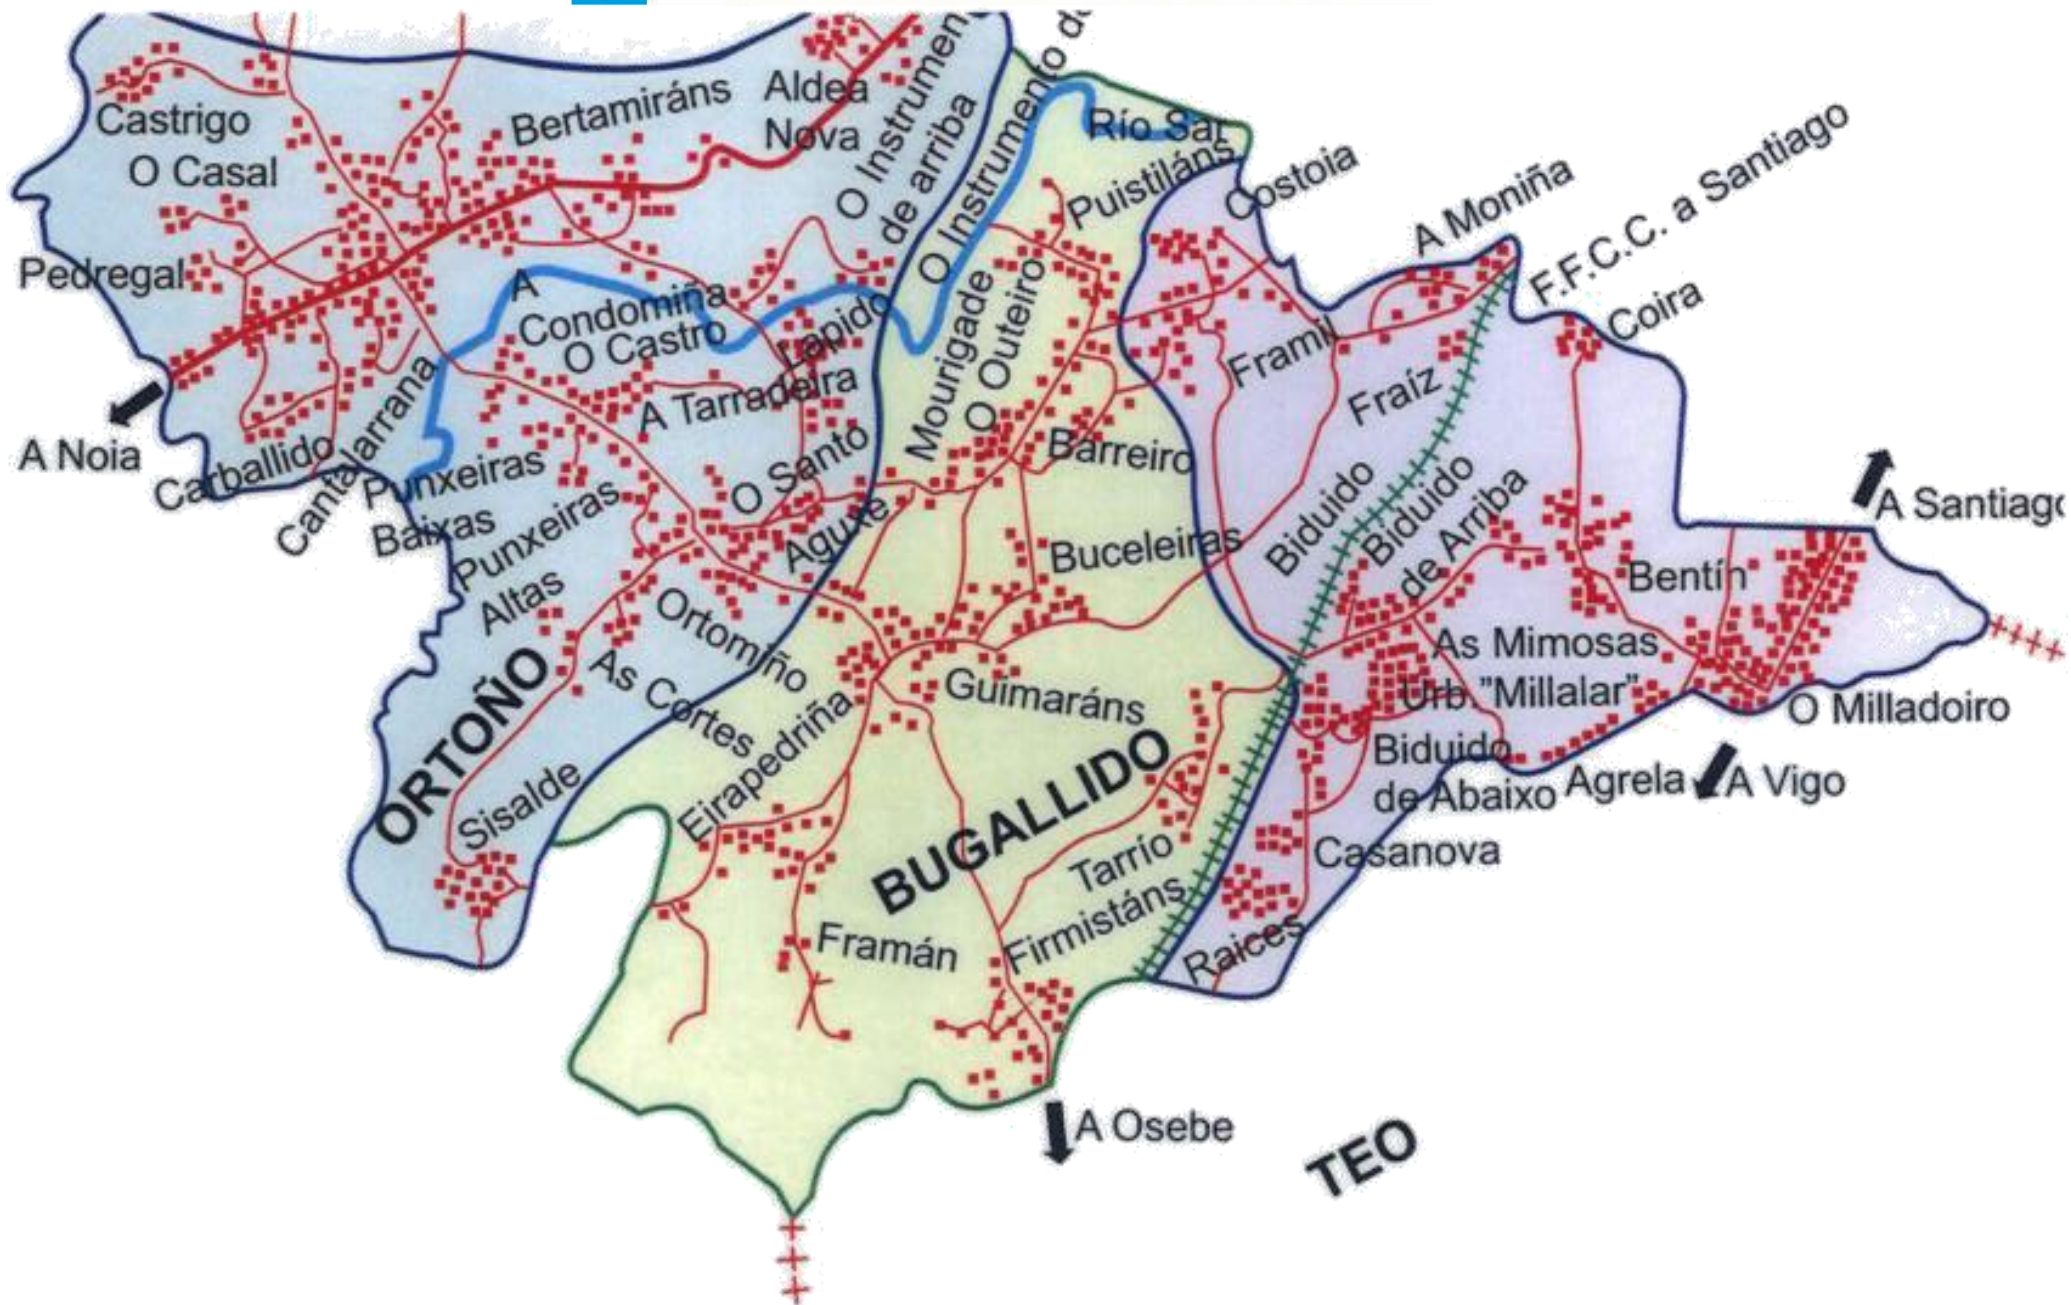 Castrigo
O Casal
Pedregal
A Noia
Carballido
Cantalarrana
Bertamiráns
Aldea
Nova
O Instrumen
de arriba
O Instrumento de
Río Sar
Puistiláns
Costoia
A Moniña
F.F.C.C. a Santiago
Coira
A
Condomiña
O Castro
Lapido
A Tarradeira
O Santo
Aguxe
Mourigade
O Outeiro
Barreiro
Framil
Fraíz
Punxeiras
Baixas
Punxeiras
Altas
Ortomiño
As Cortes
Buceleiras
Biduido
Biduido
de Arriba
Bentín
A Santiago
As Mimosas
Urb. "Millalar"
O Milladoiro
ORTOÑO
Sisalde
Eirapedriña
Guimaráns
BUGALLIDO
Biduido
de Abaixo
Agrela
A Vigo
Casanova
Tarrío
Firmistáns
Raices
Framán
A Osebe
TEO